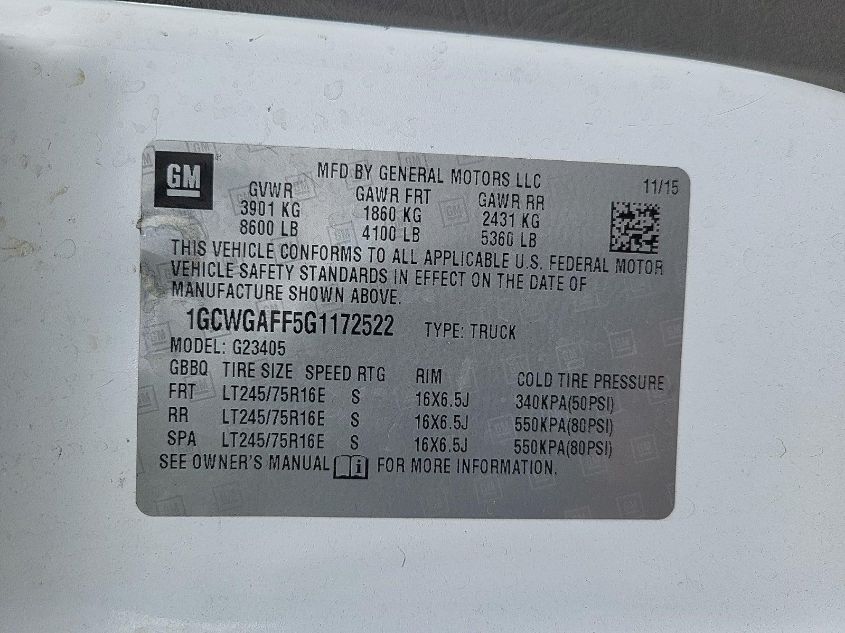 GM
MFD BY GENERAL MOTORS LLC 11/15
GVWR GAWR FRT GAWR RR
3901 KG 1860 KG 2431 KG
8600 LB 4100 LB 5360 LB
THIS VEHICLE CONFORMS TO ALL APPLICABLE U.S. FEDERAL MOTOR
VEHICLE SAFETY STANDARDS IN EFFECT ON THE DATE OF
MANUFACTURE SHOWN ABOVE.
1GCWGAFF5G1172522 TYPE: TRUCK
MODEL: G23405
GBBQ TIRE SIZE SPEED RTG RIM COLD TIRE PRESSURE
FRT LT245/75R16E S 16X6.5J 340KPA(50PSI)
RR LT245/75R16E S 16X6.5J 550KPA(80PSI)
SPA LT245/75R16E S 16X6.5J 550KPA(80PSI)
SEE OWNER'S MANUAL FOR MORE INFORMATION.